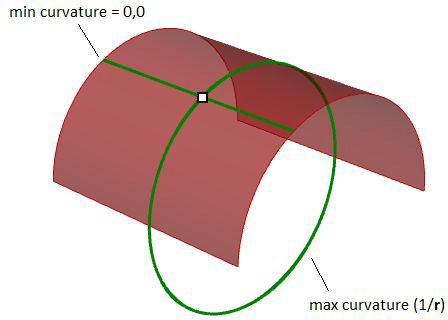 min curvature = 0,0
max curvature (1/r)